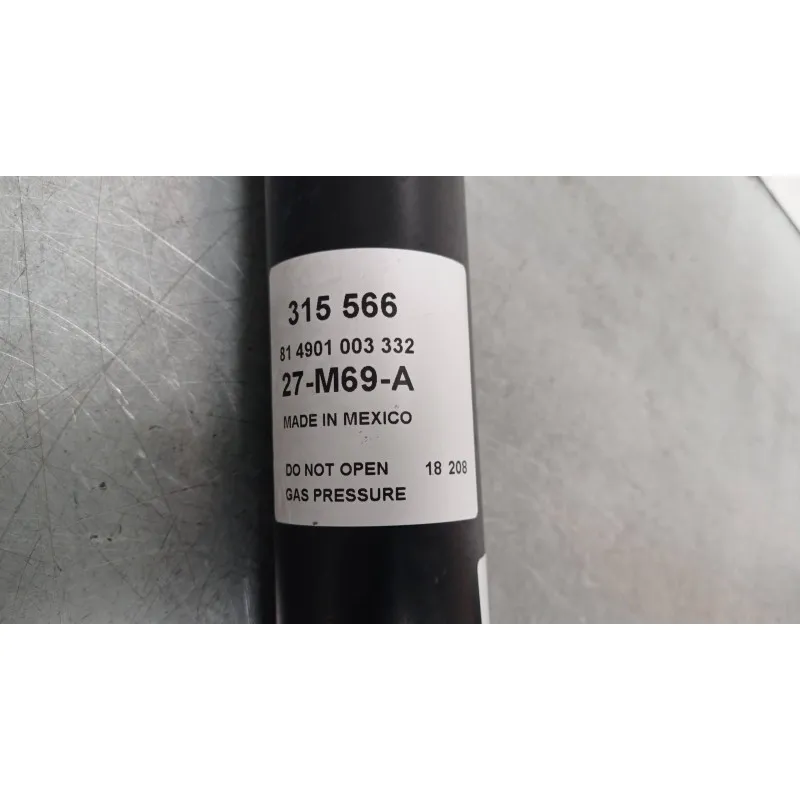 315 566
81 4901 003 332
27-M69-A
MADE IN MEXICO
DO NOT OPEN 18 208
GAS PRESSURE